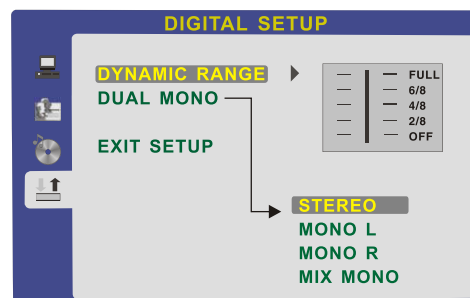 DIGITAL SETUP
DYNAMIC RANGE
DUAL MONO
EXIT SETUP
FULL
6/8
4/8
2/8
OFF
STEREO
MONO L
MONO R
MIX MONO